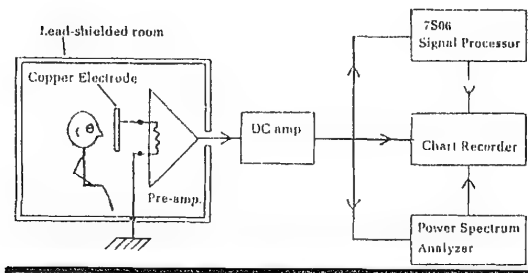 Lead-shielded room
Copper Electrode
Pre-amp.
DC amp
7S06
Signal Processor
Chart Recorder
Power Spectrum
Analyzer